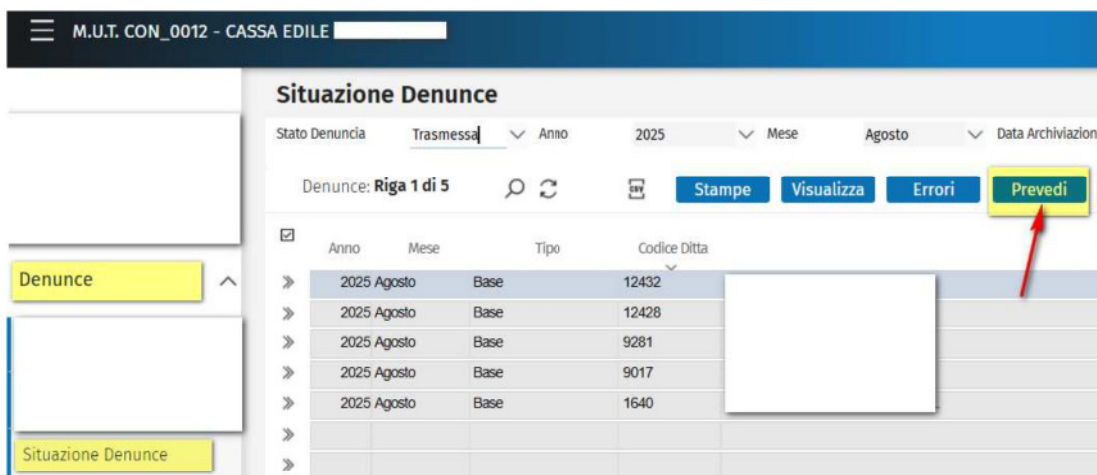 M.U.T. CON_0012 - CASSA EDILE
Situazione Denunce
Stato Denuncia Trasmessa Anno 2025 Mese Agosto Data Archiviazion
Denunce: Riga 1 di 5 CSV Stampe Visualizza Errori Prevedi
Anno Mese Tipo Codice Ditta
Denunce
2025 Agosto Base 12432
2025 Agosto Base 12428
2025 Agosto Base 9281
2025 Agosto Base 9017
2025 Agosto Base 1640
Situazione Denunce